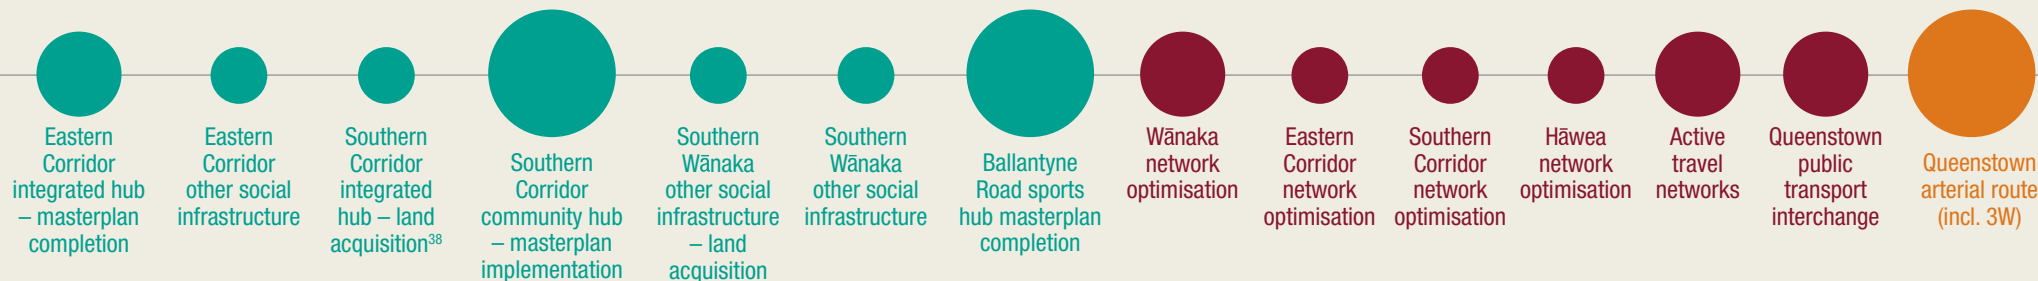 Eastern
Corridor
integrated hub
– masterplan
completion
Eastern
Corridor
other social
infrastructure
Southern
Corridor
integrated
hub – land
acquisition³⁸
Southern
Corridor
community hub
– masterplan
implementation
Southern
Wānaka
other social
infrastructure
– land
acquisition
Southern
Wānaka
other social
infrastructure
Ballantyne
Road sports
hub masterplan
completion
Wānaka
network
optimisation
Eastern
Corridor
network
optimisation
Southern
Corridor
network
optimisation
Hāwea
network
optimisation
Active
travel
networks
Queenstown
public
transport
interchange
Queenstown
arterial route
(incl. 3W)